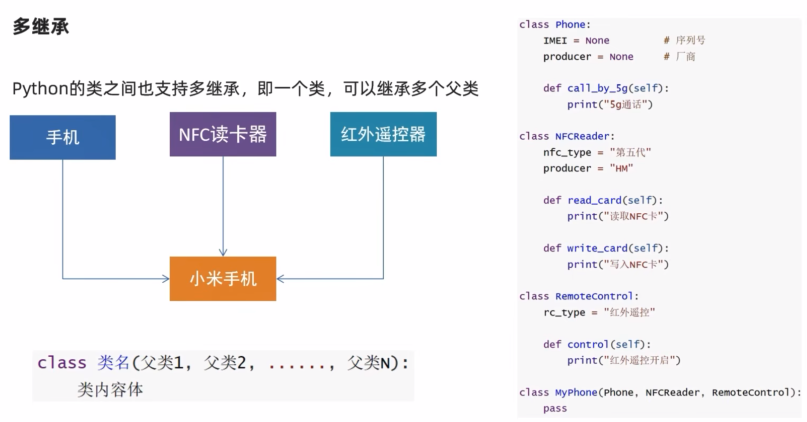 多继承
Python的类之间也支持多继承，即一个类，可以继承多个父类
手机
NFC读卡器
红外遥控器
小米手机
class 类名(父类1, 父类2, ......, 父类N):
    类内容体
class Phone:
    IMEI = None        # 序列号
    producer = None    # 厂商

    def call_by_5g(self):
        print("5g通话")

class NFCReader:
    nfc_type = "第五代"
    producer = "HM"

    def read_card(self):
        print("读取NFC卡")

    def write_card(self):
        print("写入NFC卡")

class RemoteControl:
    rc_type = "红外遥控"

    def control(self):
        print("红外遥控开启")

class MyPhone(Phone, NFCReader, RemoteControl):
    pass